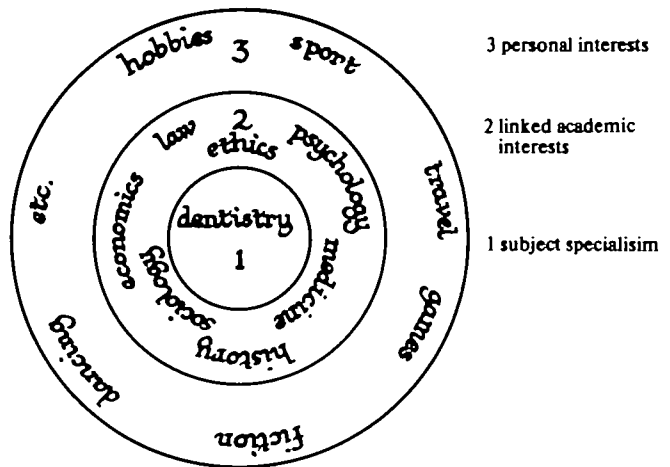 hobbies 3 sport
travel
games
fiction
dancing
etc.
law 2 psychology
ethics
medicine
history
sociology
economics
dentistry
1
3 personal interests
2 linked academic
interests
1 subject specialisim